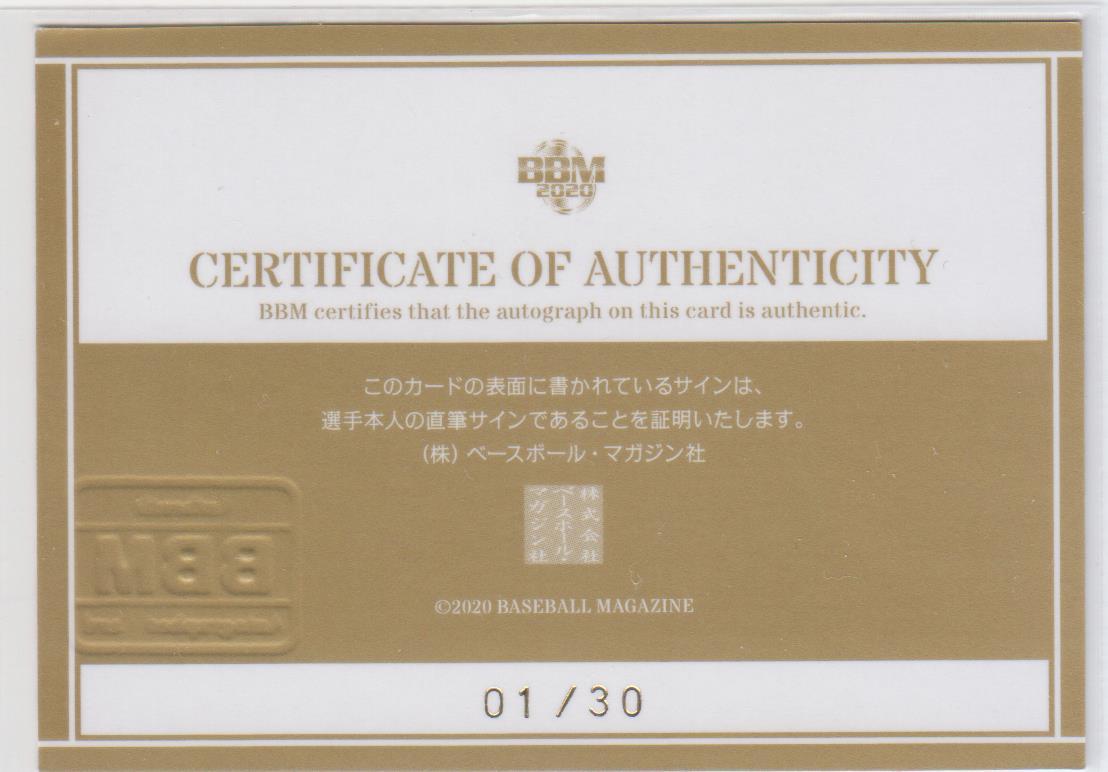 BBM
2020
CERTIFICATE OF AUTHENTICITY
BBM certifies that the autograph on this card is authentic.
このカードの表面に書かれているサインは、
選手本人の直筆サインであることを証明いたします。
(株) ベースボール・マガジン社
株式会社
ベースボール・
マガジン社
BBM
©2020 BASEBALL MAGAZINE
01/30